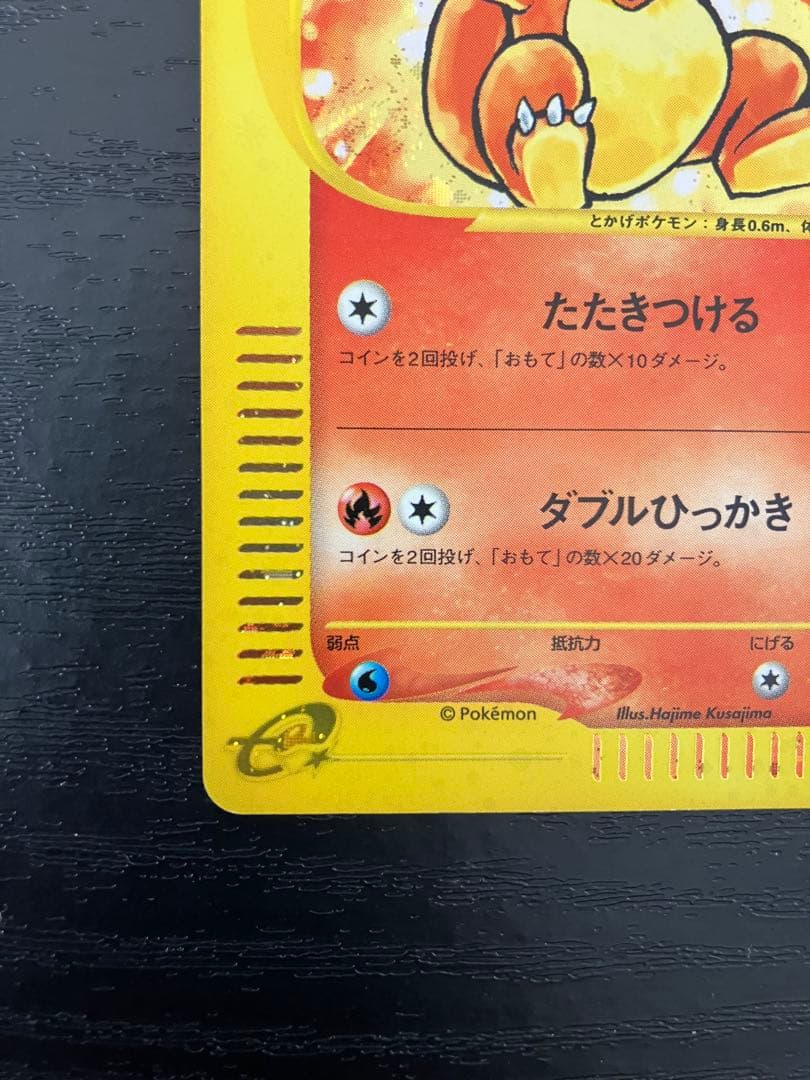 とかげポケモン：身長0.6m、体
たたきつける
コインを2回投げ、「おもて」の数×10ダメージ。
ダブルひっかき
コインを2回投げ、「おもて」の数×20ダメージ。
弱点 抵抗力 にげる
© Pokémon Illus.Hajime Kusajima
e